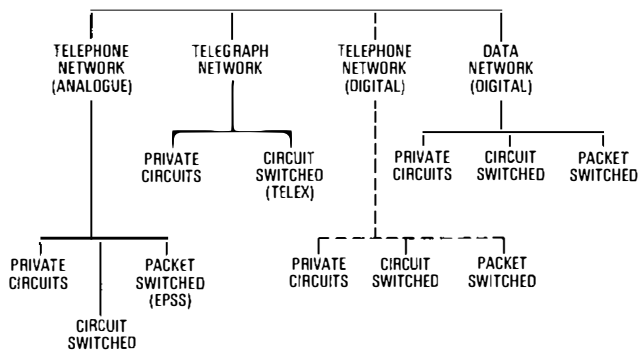 TELEPHONE
NETWORK
(ANALOGUE)
TELEGRAPH
NETWORK
TELEPHONE
NETWORK
(DIGITAL)
DATA
NETWORK
(DIGITAL)
PRIVATE
CIRCUITS
CIRCUIT
SWITCHED
(TELEX)
PRIVATE
CIRCUITS
CIRCUIT
SWITCHED
PACKET
SWITCHED
PRIVATE
CIRCUITS
CIRCUIT
SWITCHED
PACKET
SWITCHED
(EPSS)
PRIVATE
CIRCUITS
CIRCUIT
SWITCHED
PACKET
SWITCHED